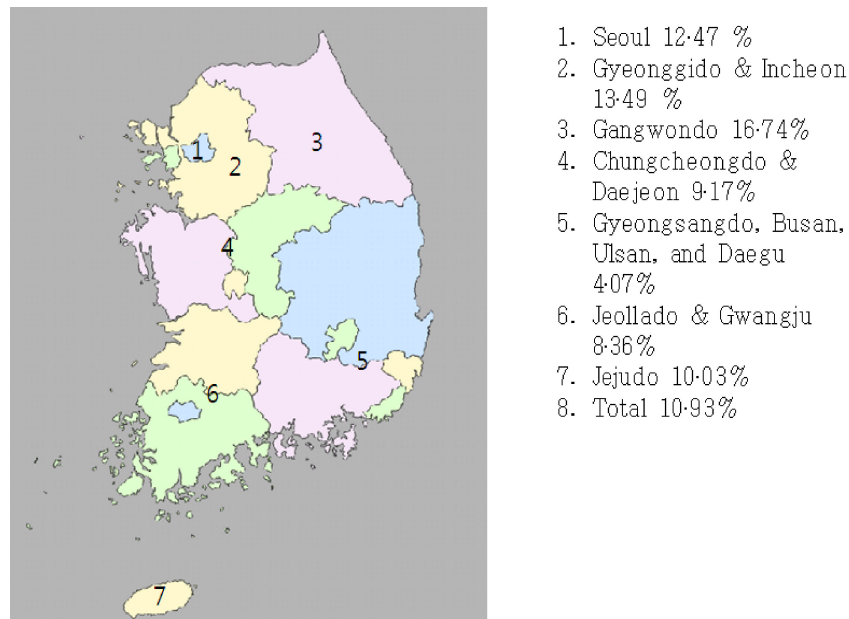 1
2
3
4
5
6
7
1. Seoul 12·47 %
2. Gyeonggido & Incheon
13·49 %
3. Gangwondo 16·74%
4. Chungcheongdo &
Daejeon 9·17%
5. Gyeongsangdo, Busan,
Ulsan, and Daegu
4·07%
6. Jeollado & Gwangju
8·36%
7. Jejudo 10·03%
8. Total 10·93%